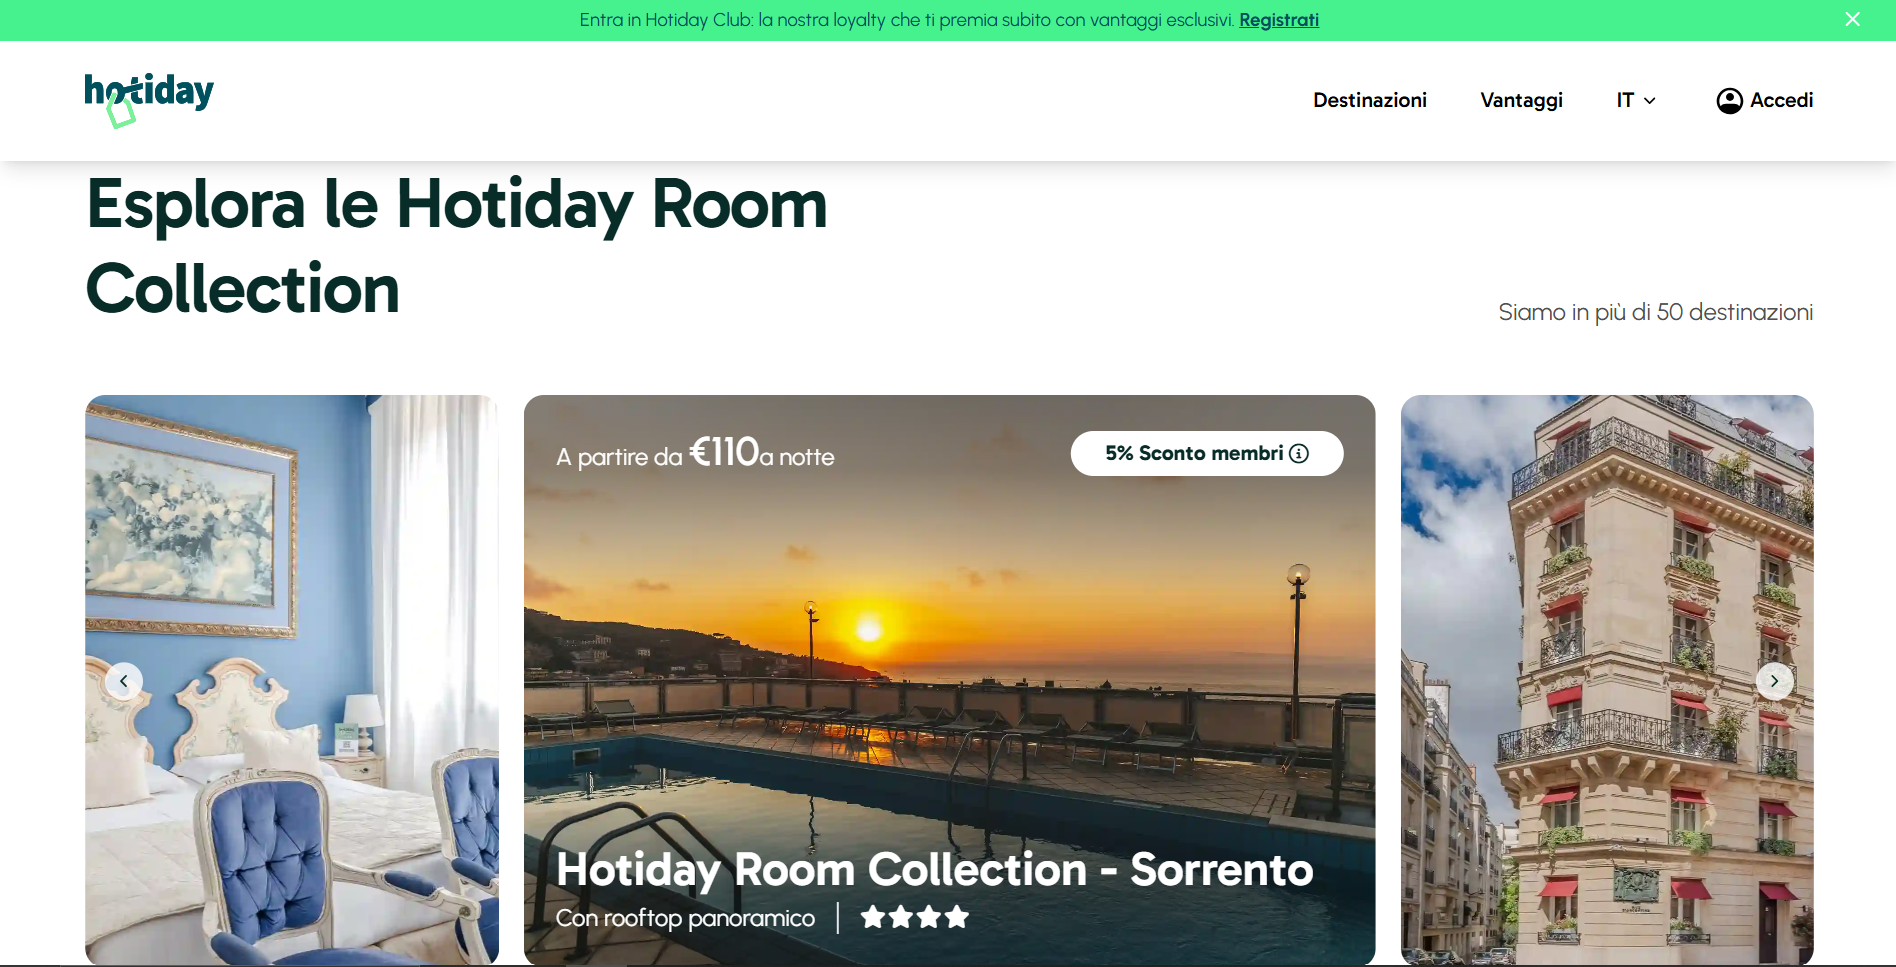 Entra in Hotiday Club: la nostra loyalty che ti premia subito con vantaggi esclusivi. Registrati
hotiday
Destinazioni
Vantaggi
IT
Accedi
Esplora le Hotiday Room
Collection
Siamo in più di 50 destinazioni
A partire da €110a notte
5% Sconto membri
Hotiday Room Collection - Sorrento
Con rooftop panoramico